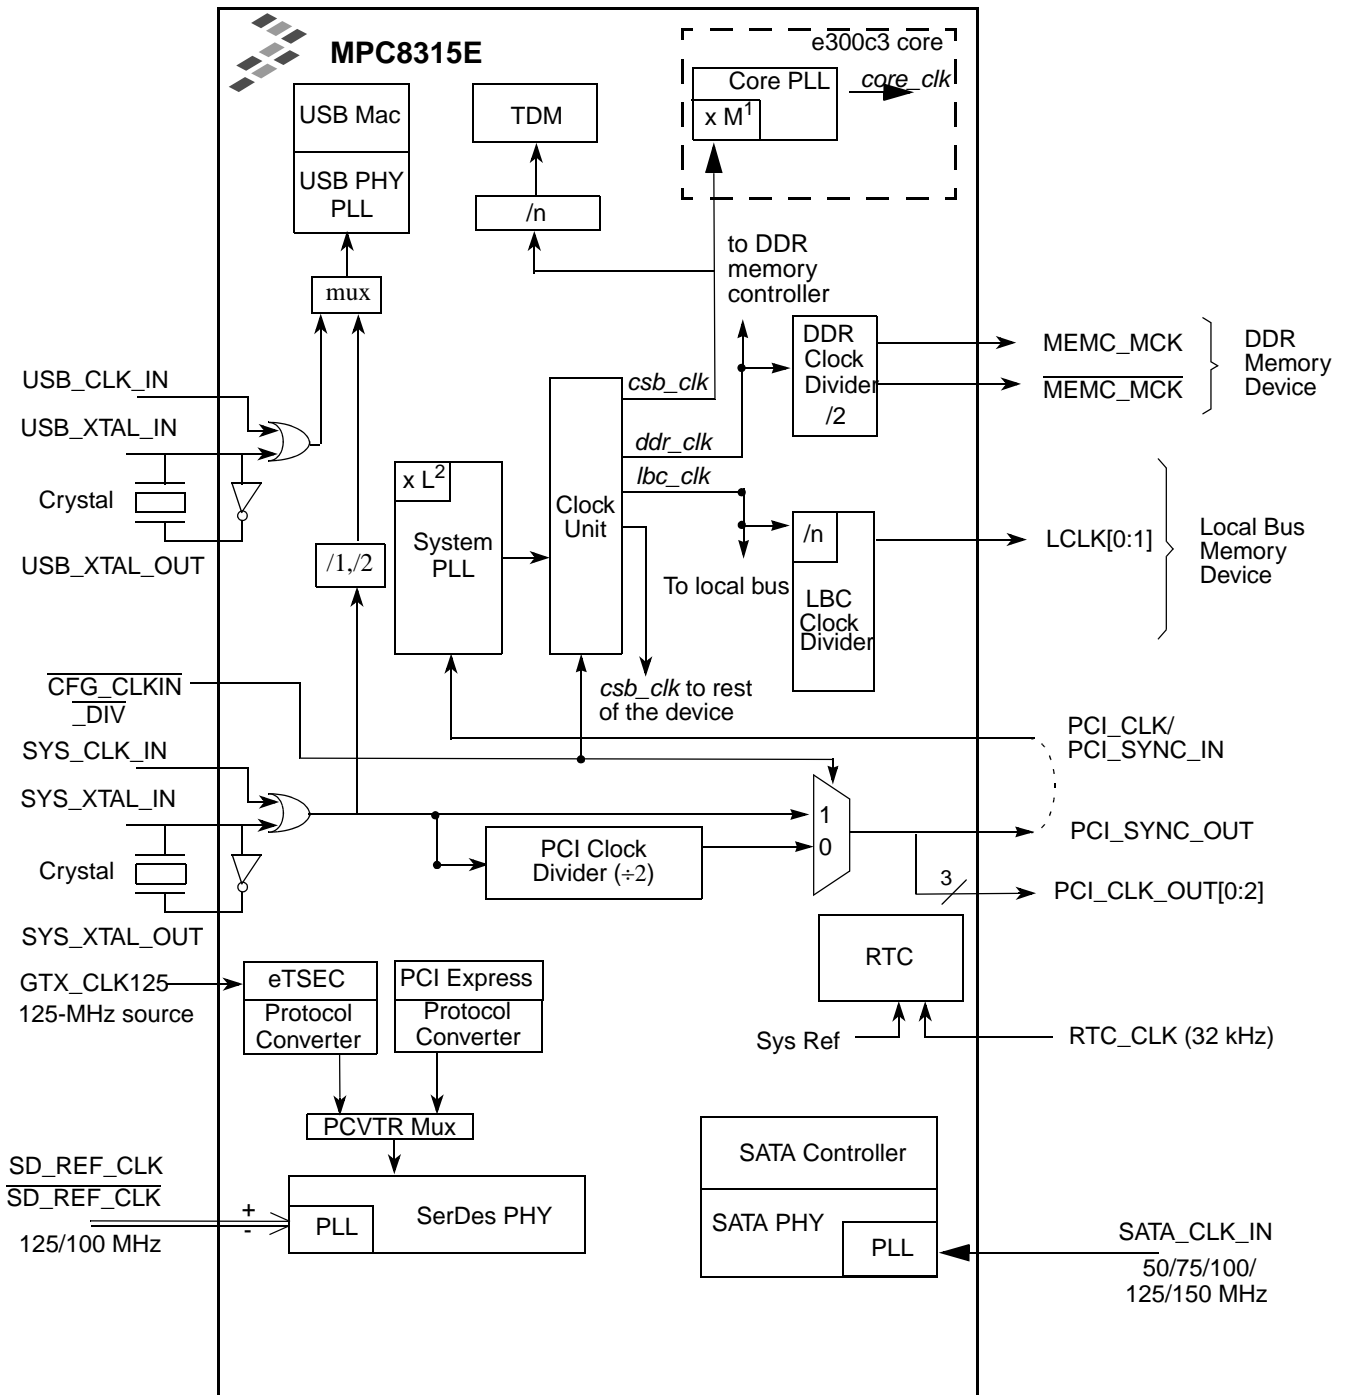 MPC8315E
e300c3 core
Core PLL
core_clk
x M1
USB Mac
USB PHY
PLL
TDM
/n
mux
to DDR
memory
controller
DDR
Clock
Divider
/2
MEMC_MCK
MEMC_MCK
DDR
Memory
Device
USB_CLK_IN
USB_XTAL_IN
Crystal
USB_XTAL_OUT
csb_clk
ddr_clk
lbc_clk
x L2
System
PLL
Clock
Unit
/1,/2
/n
LBC
Clock
Divider
To local bus
LCLK[0:1]
Local Bus
Memory
Device
csb_clk to rest
of the device
CFG_CLKIN
_DIV
SYS_CLK_IN
SYS_XTAL_IN
Crystal
SYS_XTAL_OUT
PCI_CLK/
PCI_SYNC_IN
1
0
PCI Clock
Divider (÷2)
PCI_SYNC_OUT
3
PCI_CLK_OUT[0:2]
GTX_CLK125
125-MHz source
eTSEC
Protocol
Converter
PCI Express
Protocol
Converter
RTC
Sys Ref
RTC_CLK (32 kHz)
PCVTR Mux
SD_REF_CLK
SD_REF_CLK
+
-
125/100 MHz
PLL
SerDes PHY
SATA Controller
SATA PHY
PLL
SATA_CLK_IN
50/75/100/
125/150 MHz